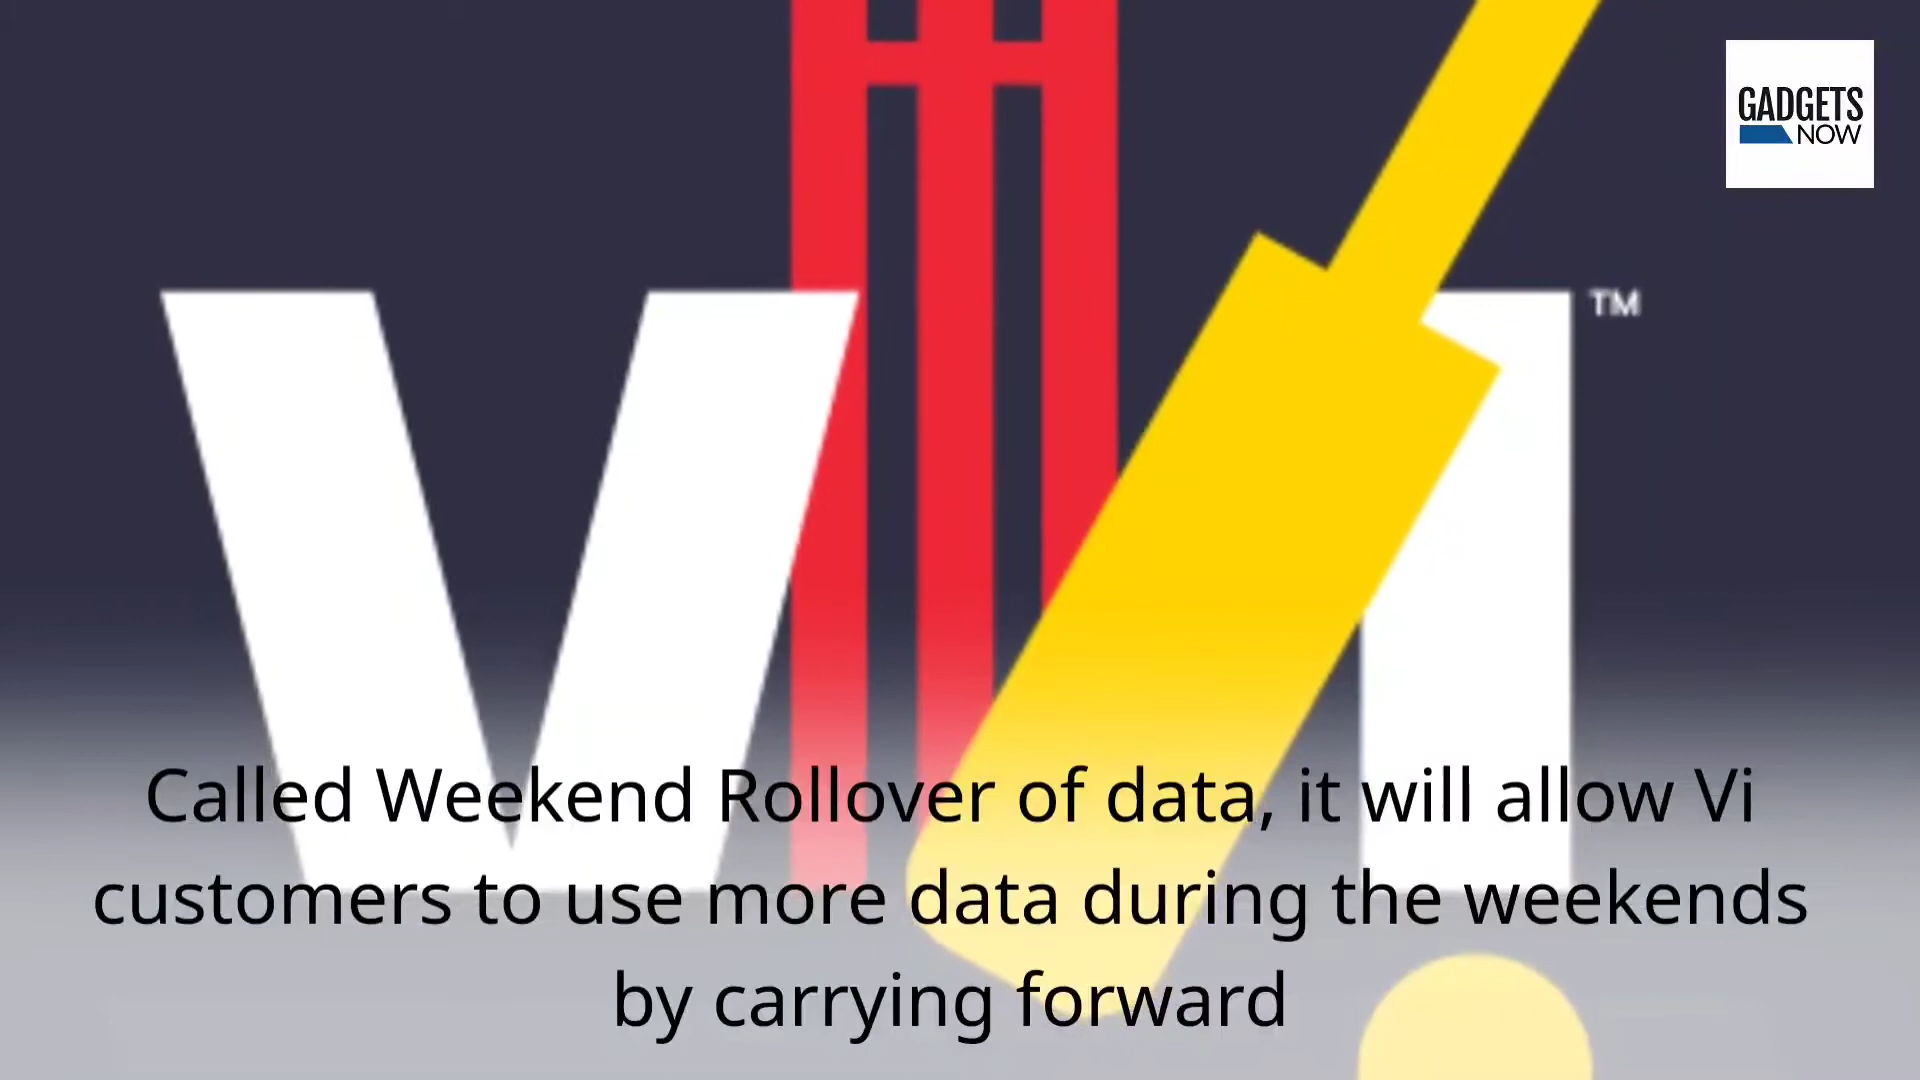 GADGETS
NOW
vi
TM
Called Weekend Rollover of data, it will allow Vi
customers to use more data during the weekends
by carrying forward